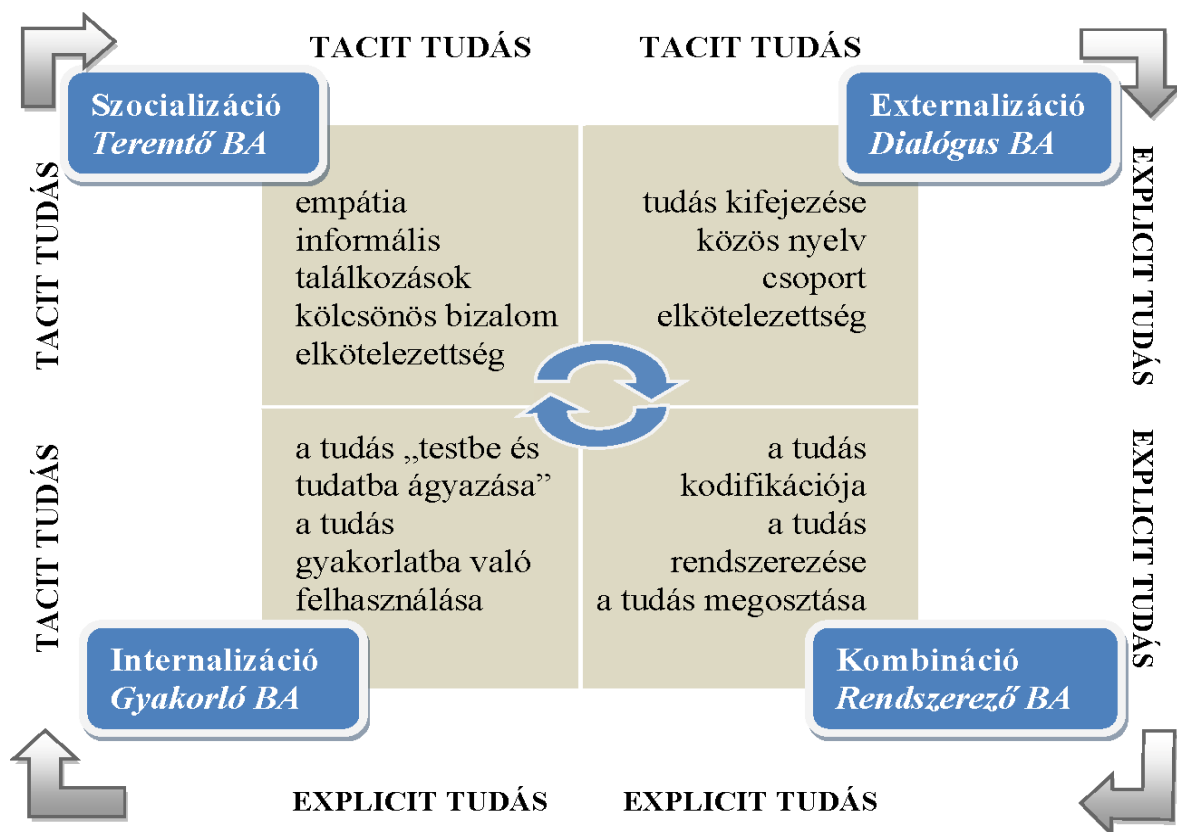 TACIT TUDÁS
TACIT TUDÁS
Szocializáció
Teremtő BA
Externalizáció
Dialógus BA
TACIT TUDÁS
empátia
informális
találkozások
kölcsönös bizalom
elkötelezettség
tudás kifejezése
közös nyelv
csoport
elkötelezettség
EXPLICIT TUDÁS
TACIT TUDÁS
a tudás „testbe és
tudatba ágyazása”
a tudás
gyakorlatba való
felhasználása
a tudás
kodifikációja
a tudás
rendszerezése
a tudás megosztása
EXPLICIT TUDÁS
Internalizáció
Gyakorló BA
Kombináció
Rendszerező BA
EXPLICIT TUDÁS
EXPLICIT TUDÁS